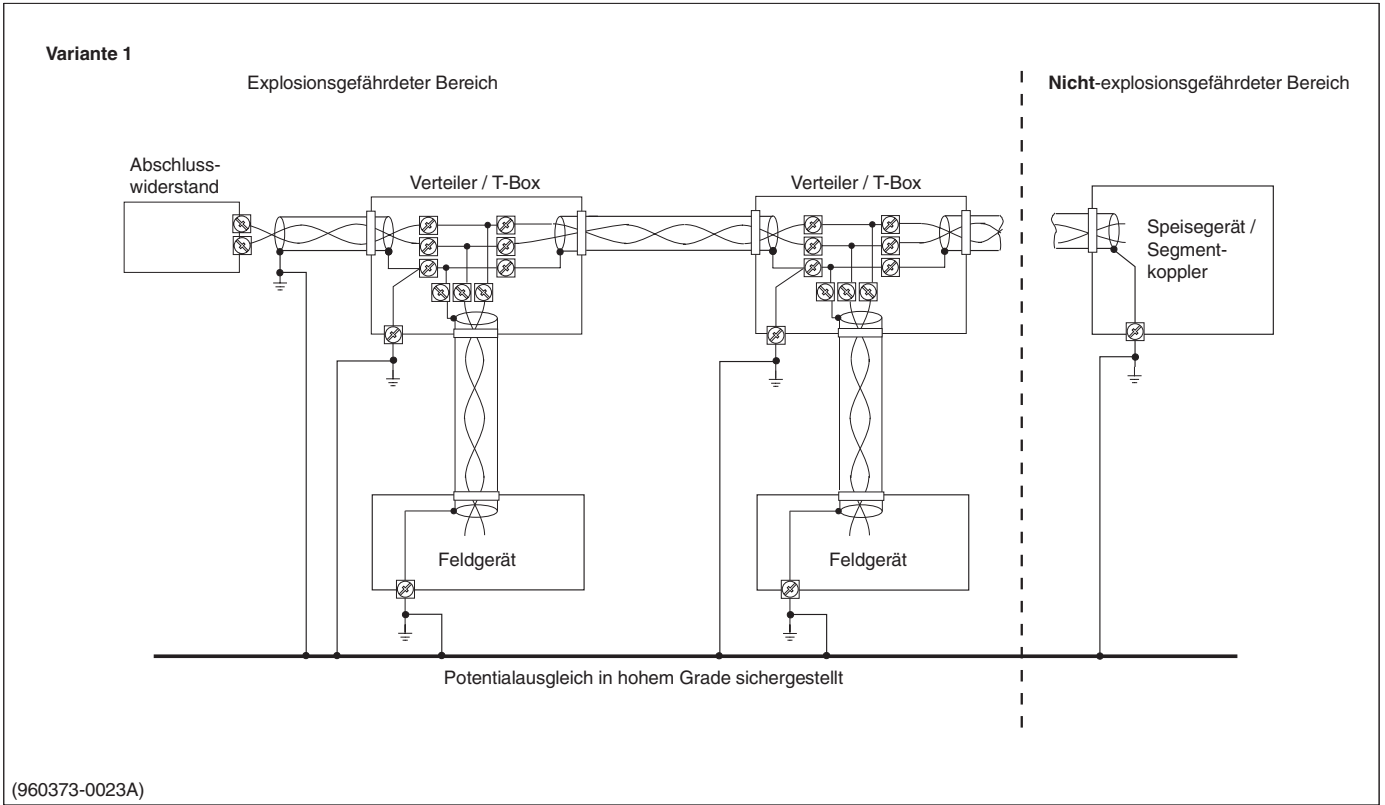 Variante 1
Explosionsgefährdeter Bereich
Nicht-explosionsgefährdeter Bereich
Abschluss-
widerstand
Verteiler / T-Box
Verteiler / T-Box
Speisegerät /
Segment-
koppler
Feldgerät
Feldgerät
Potentialausgleich in hohem Grade sichergestellt
(960373-0023A)